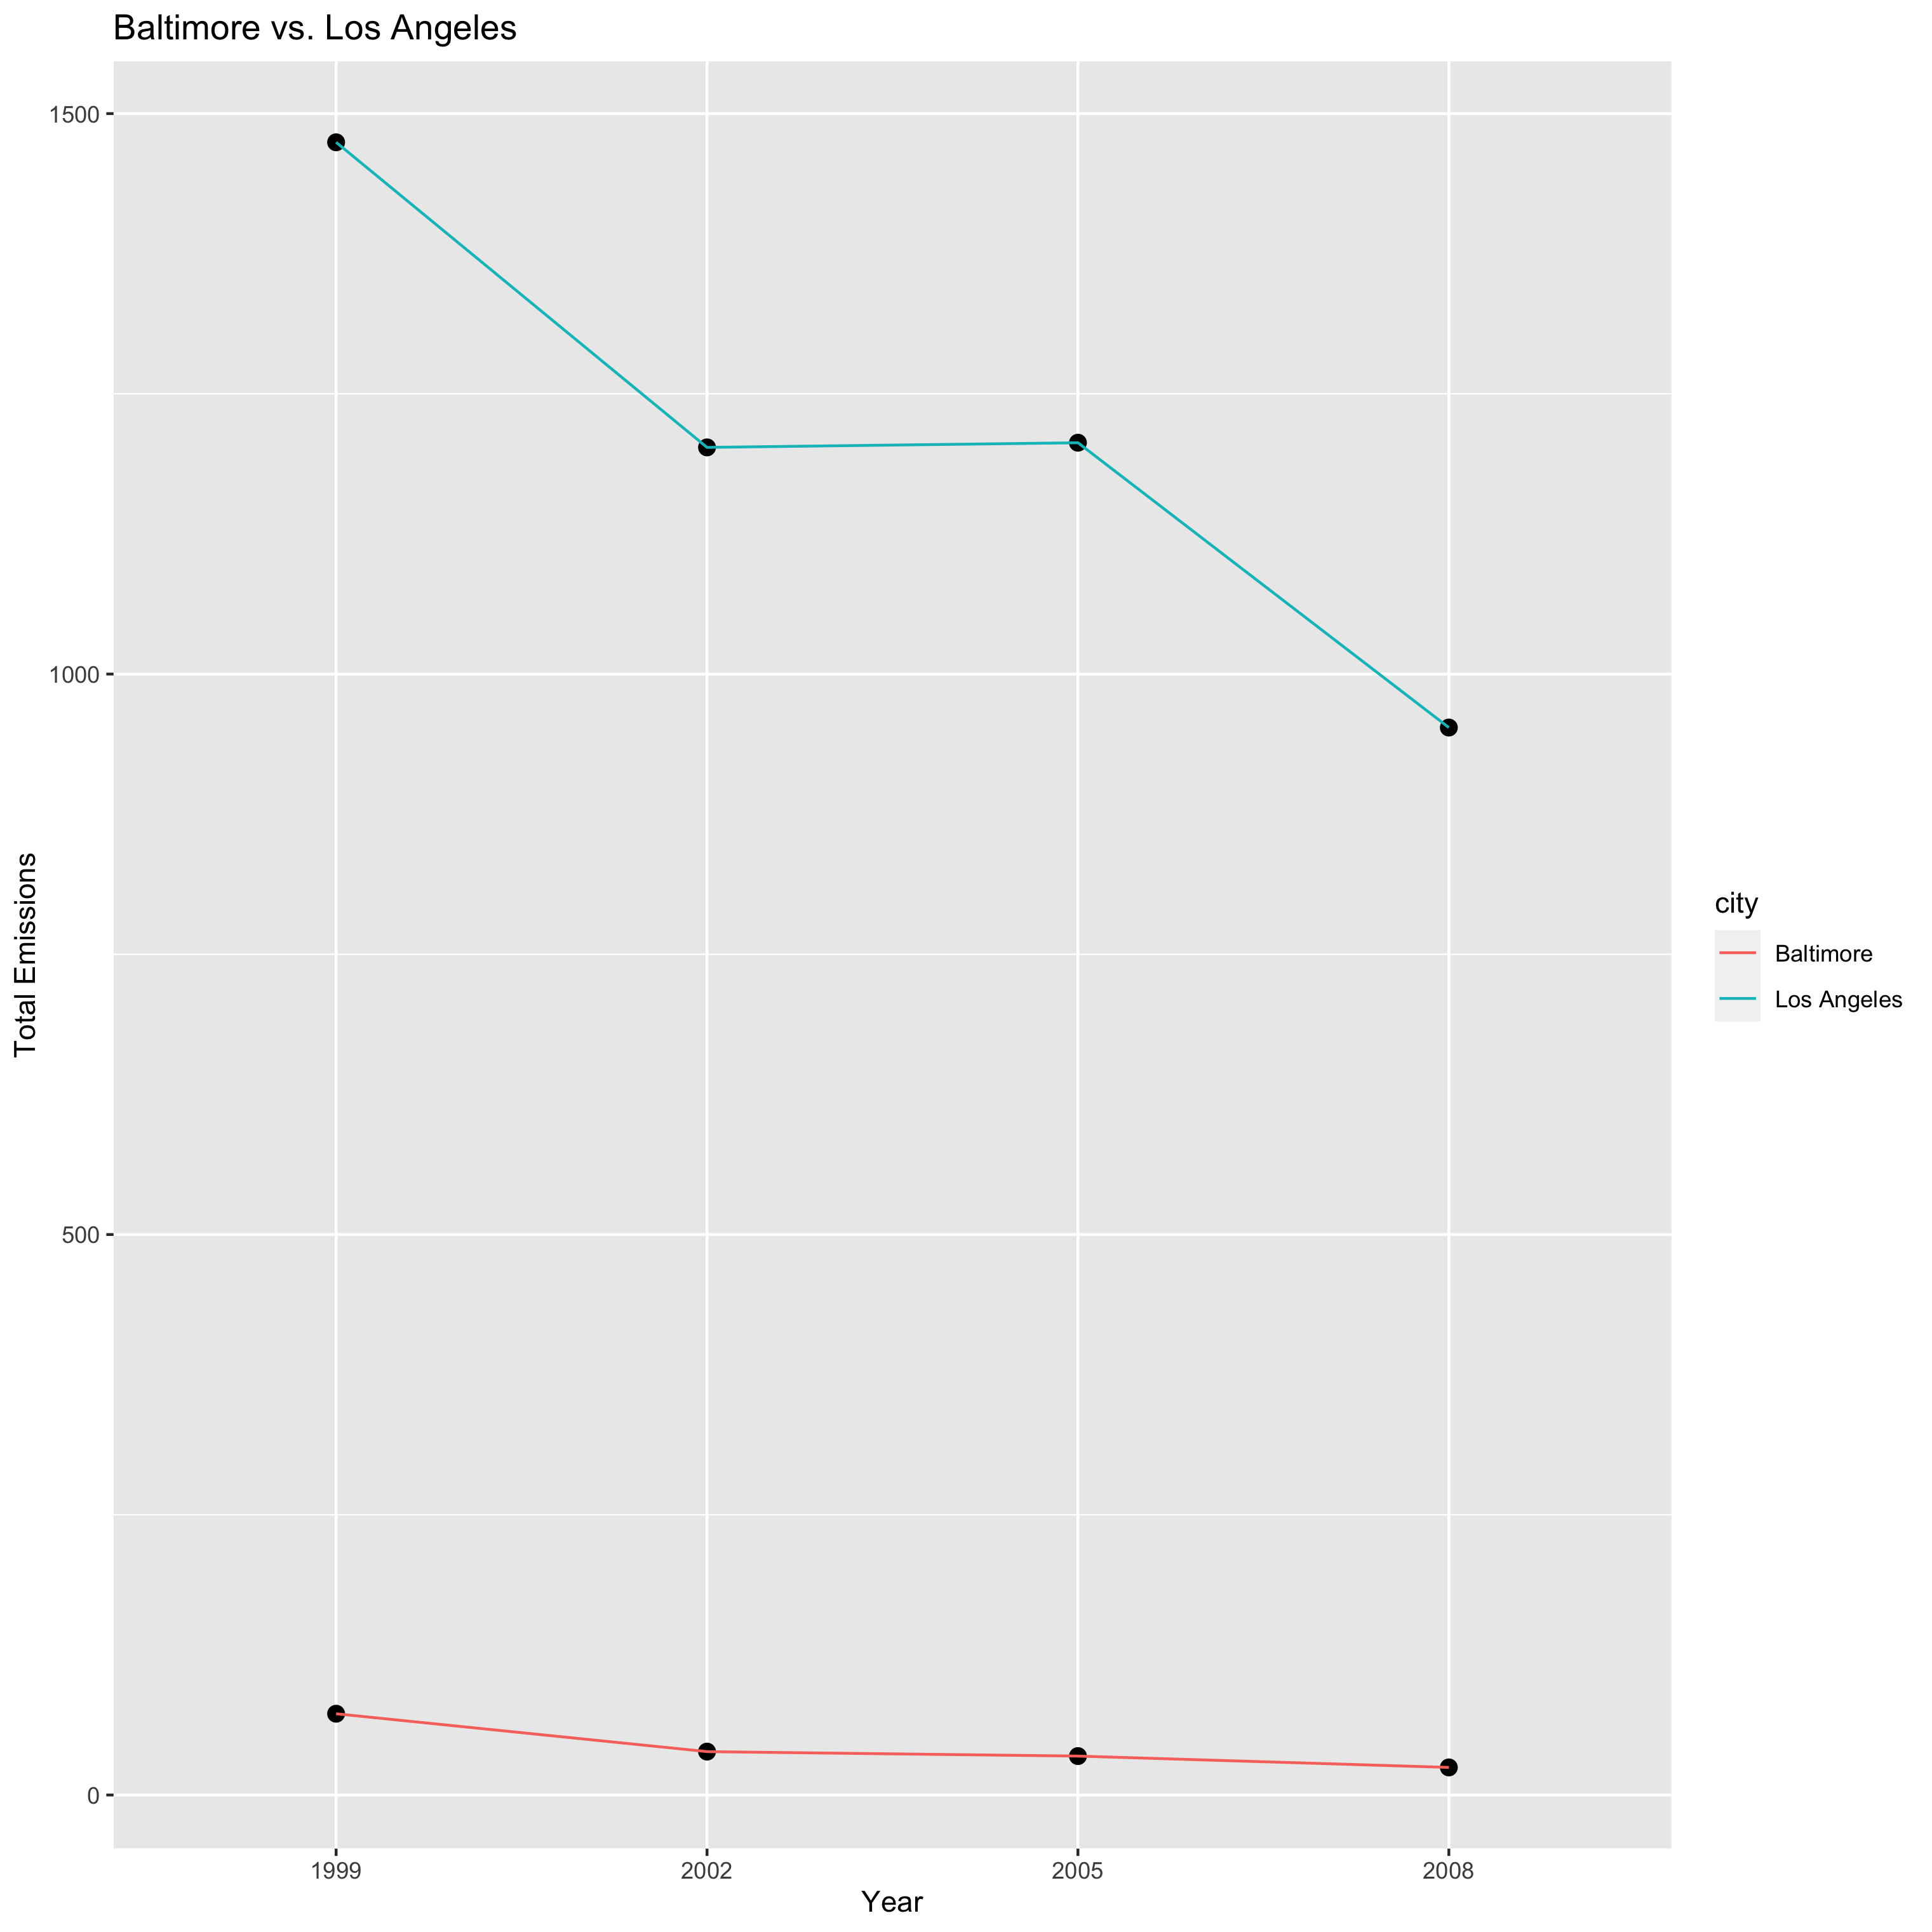 Baltimore vs. Los Angeles
1500
1000
500
0
Total Emissions
1999 2002 2005 2008
Year
city
Baltimore
Los Angeles